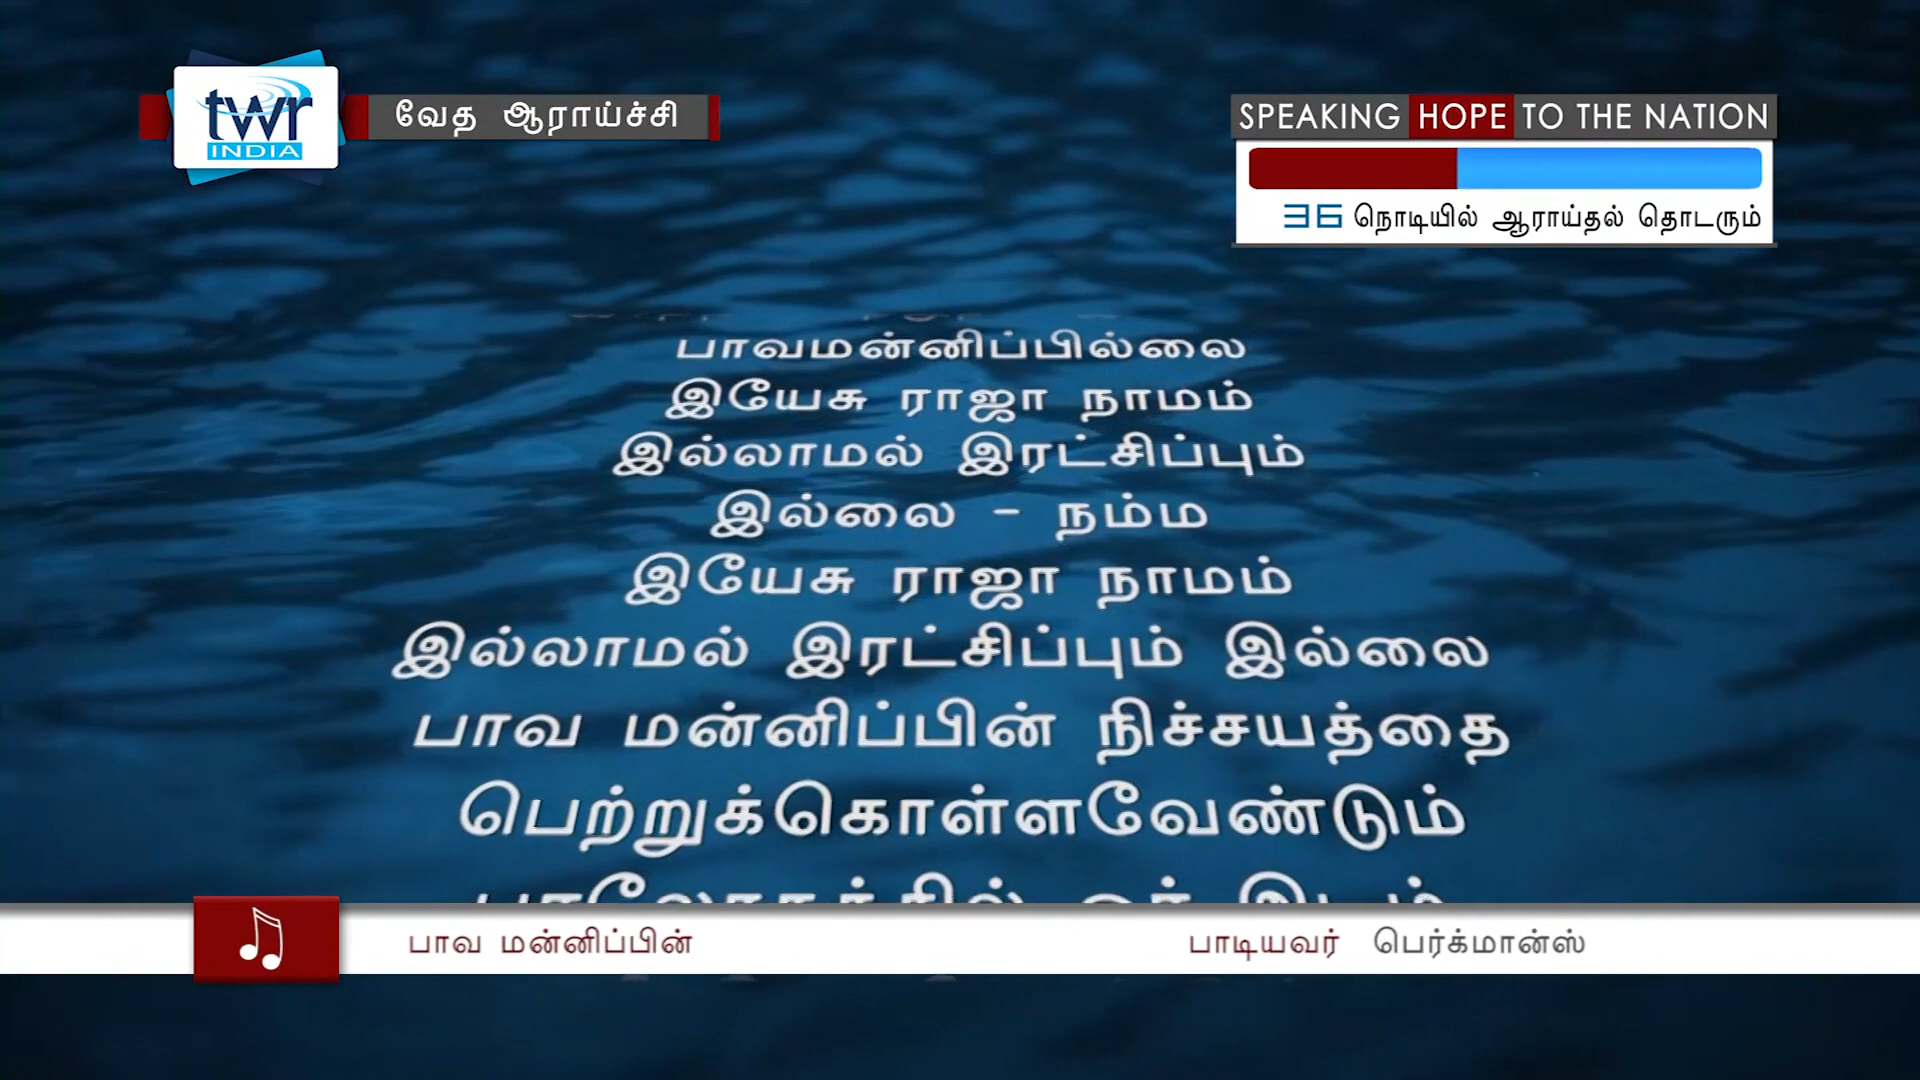 twr
INDIA
வேத ஆராய்ச்சி
SPEAKING HOPE TO THE NATION
36 நொடியில் ஆராய்தல் தொடரும்
பாவமன்னிப்பில்லை
இயேசு ராஜா நாமம்
இல்லாமல் இரட்சிப்பும்
இல்லை - நம்ம
இயேசு ராஜா நாமம்
இல்லாமல் இரட்சிப்பும் இல்லை
பாவ மன்னிப்பின் நிச்சயத்தை
பெற்றுக்கொள்ளவேண்டும்
பாவ மன்னிப்பின்
பாடியவர் பெர்க்மான்ஸ்